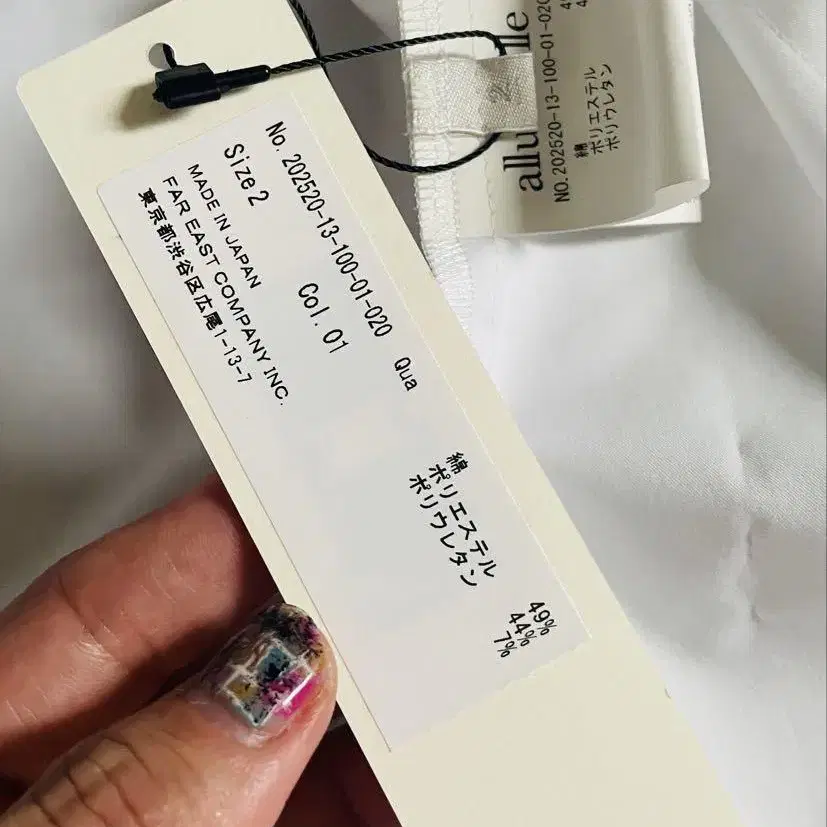 No. 202520-13-100-01-020 Qua
Size 2 Col. 01
MADE IN JAPAN
FAR EAST COMPANY INC.
東京都渋谷区広尾1-13-7
綿 49%
ポリエステル 44%
ポリウレタン 7%
2
allu lle
NO.202520-13-100-01-020
綿
ポリエステル
ポリウレタン